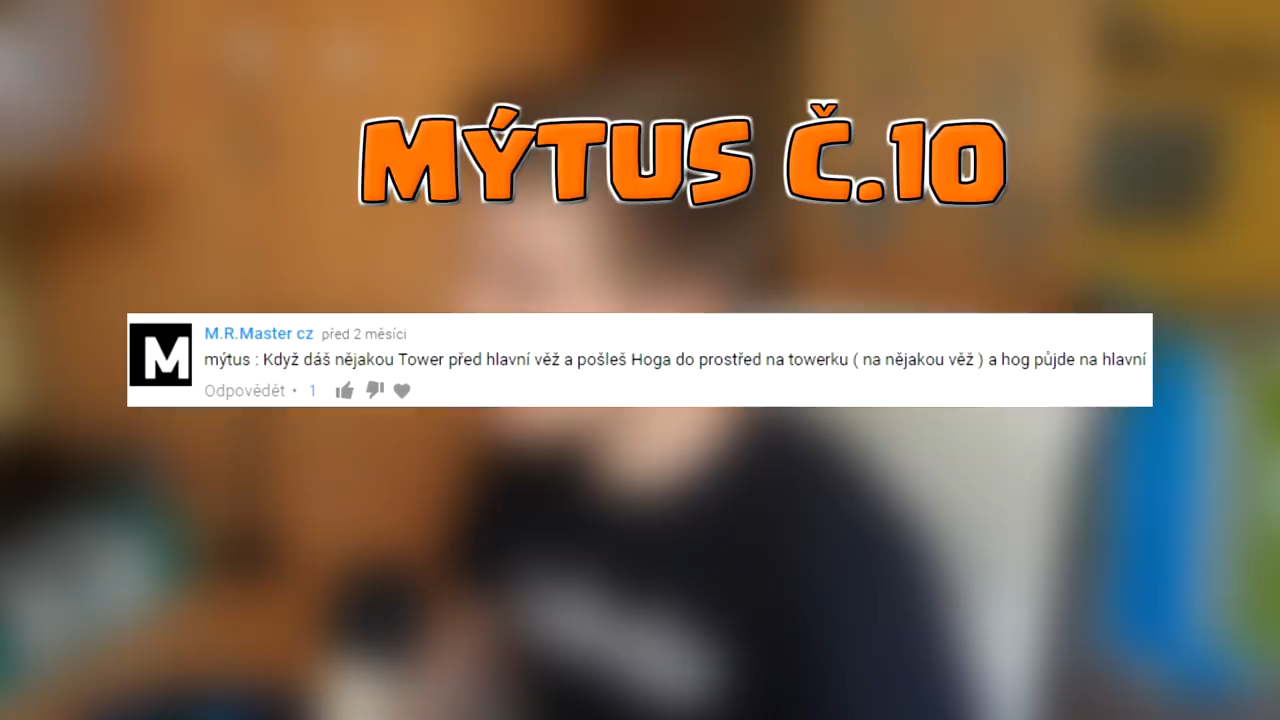 MÝTUS Č.10
M
M.R.Master cz před 2 měsíci
mýtus : Když dáš nějakou Tower před hlavní věž a pošleš Hoga do prostřed na towerku ( na nějakou věž ) a hog půjde na hlavní
Odpovědět • 1